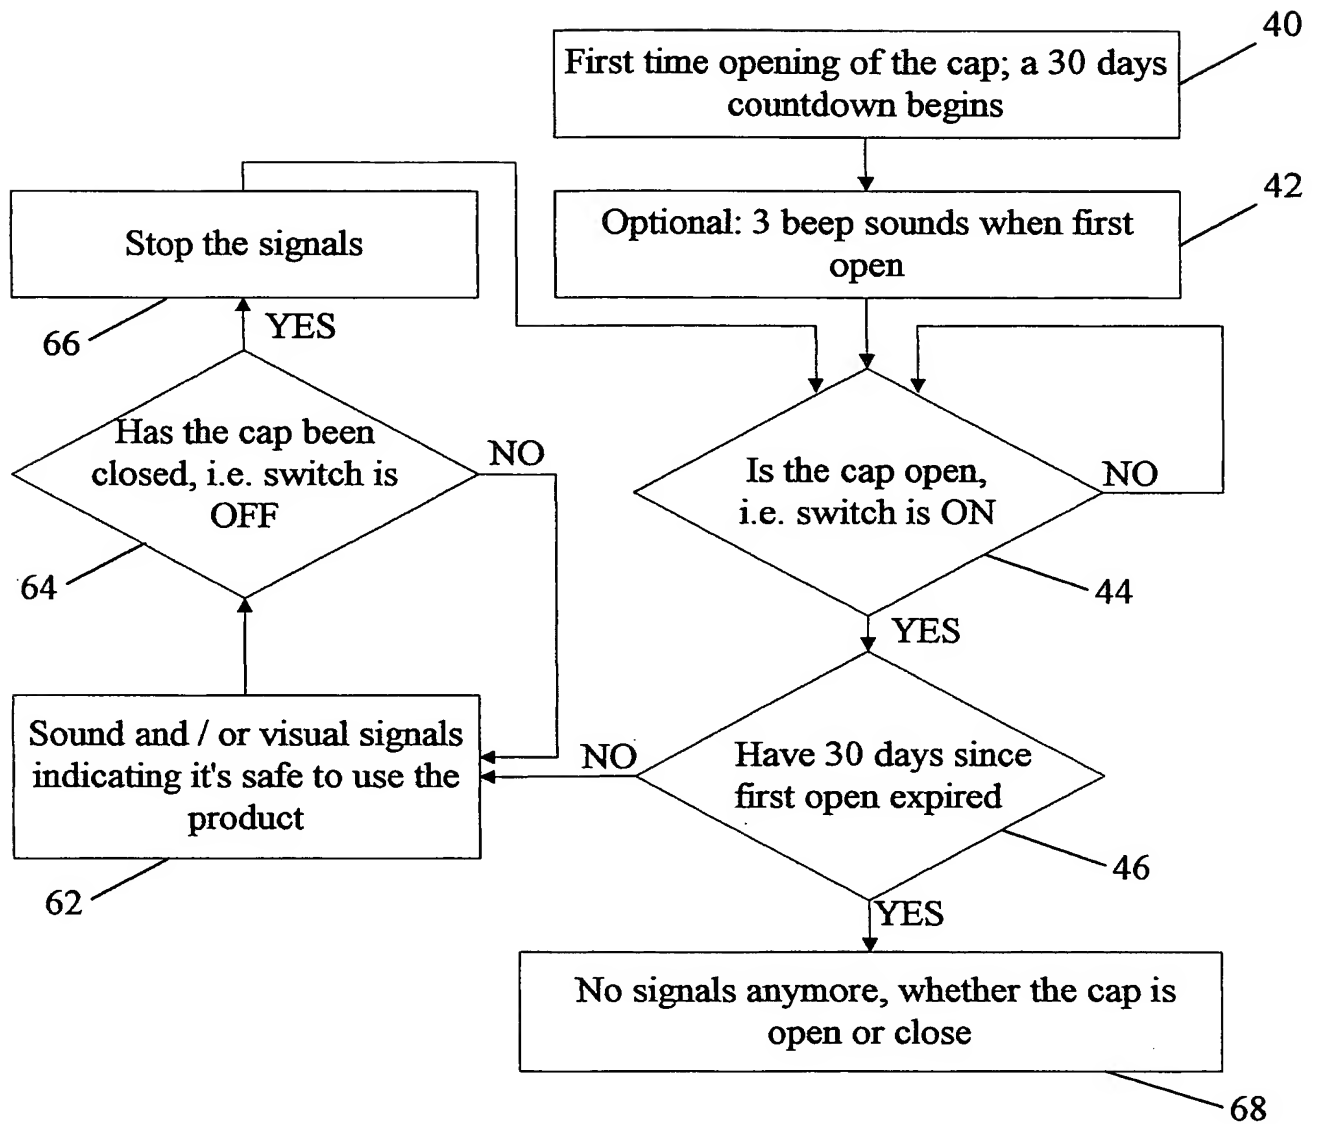 40
First time opening of the cap; a 30 days
countdown begins
42
Optional: 3 beep sounds when first
open
Stop the signals
66
YES
Has the cap been
closed, i.e. switch is
OFF
NO
64
Is the cap open,
i.e. switch is ON
NO
44
YES
Sound and / or visual signals
indicating it's safe to use the
product
62
NO
Have 30 days since
first open expired
46
YES
No signals anymore, whether the cap is
open or close
68